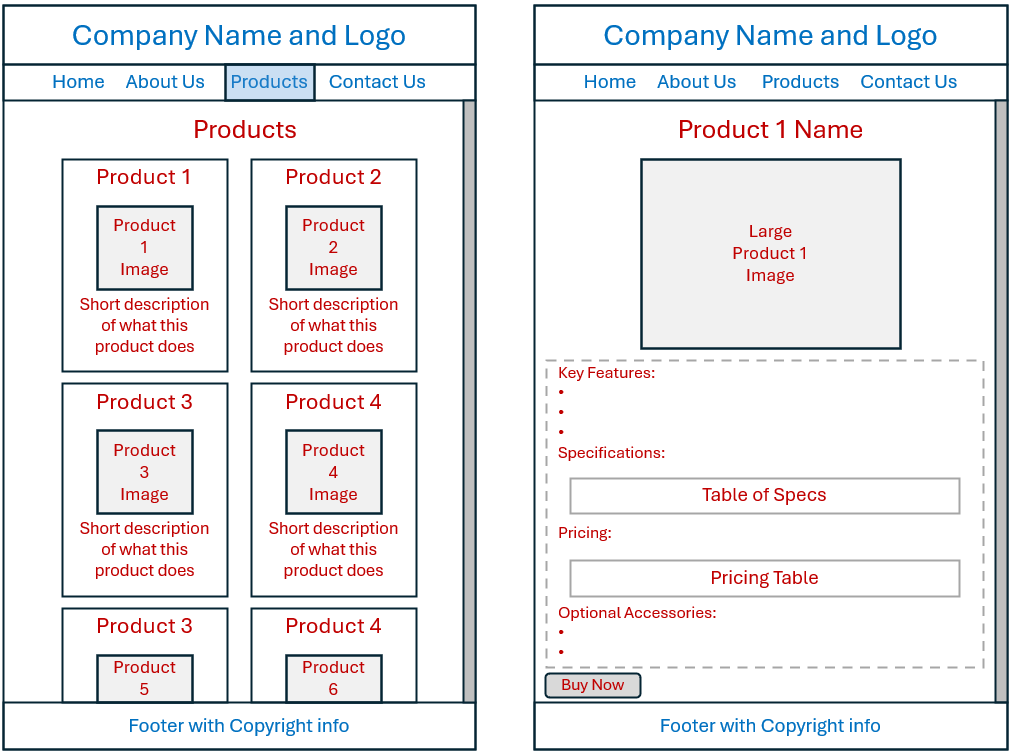 Company Name and Logo
Home About Us Products Contact Us
Products
Product 1
Product
1
Image
Short description
of what this
product does
Product 2
Product
2
Image
Short description
of what this
product does
Product 3
Product
3
Image
Short description
of what this
product does
Product 4
Product
4
Image
Short description
of what this
product does
Product 3
Product
5
Product 4
Product
6
Footer with Copyright info
Company Name and Logo
Home About Us Products Contact Us
Product 1 Name
Large
Product 1
Image
Key Features:
•
•
•
Specifications:
Table of Specs
Pricing:
Pricing Table
Optional Accessories:
•
•
Buy Now
Footer with Copyright info